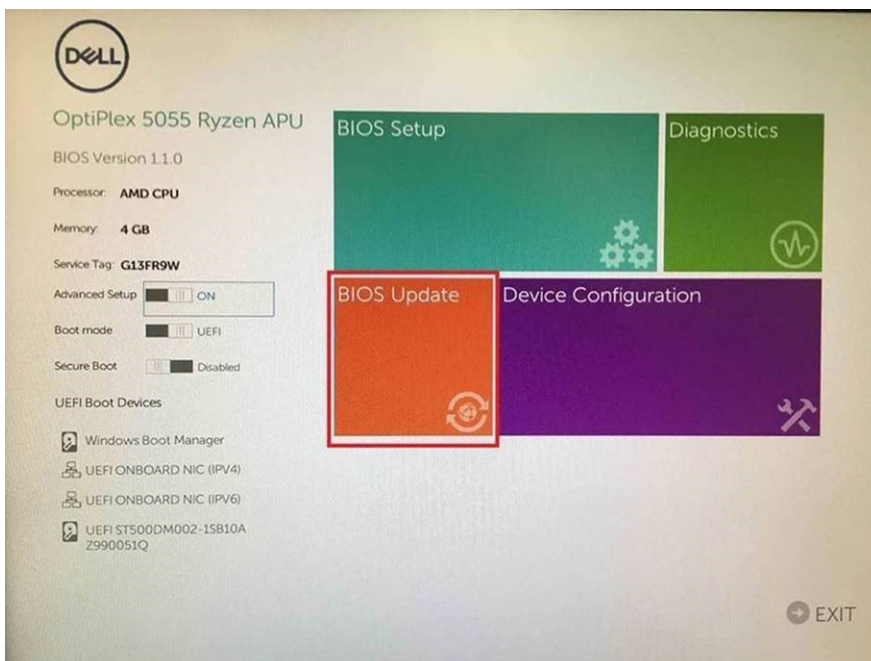 DELL
OptiPlex 5055 Ryzen APU
BIOS Version 1.1.0
Processor: AMD CPU
Memory: 4 GB
Service Tag: G13FR9W
Advanced Setup ON
Boot mode UEFI
Secure Boot Disabled
UEFI Boot Devices
Windows Boot Manager
UEFI ONBOARD NIC (IPV4)
UEFI ONBOARD NIC (IPV6)
UEFI ST500DM002-1SB10A
Z990051Q
BIOS Setup
Diagnostics
BIOS Update
Device Configuration
EXIT